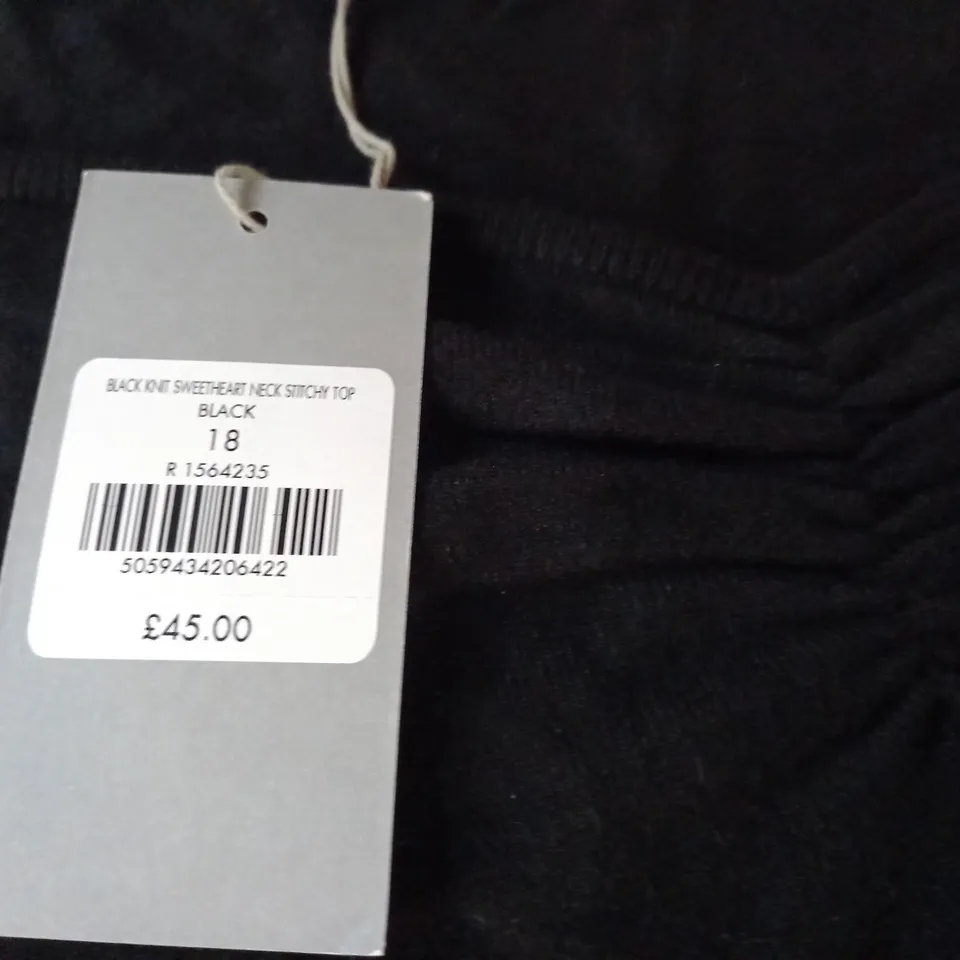 BLACK KNIT SWEETHEART NECK STITCHY TOP
BLACK
18
R 1564235
5059434206422
£45.00